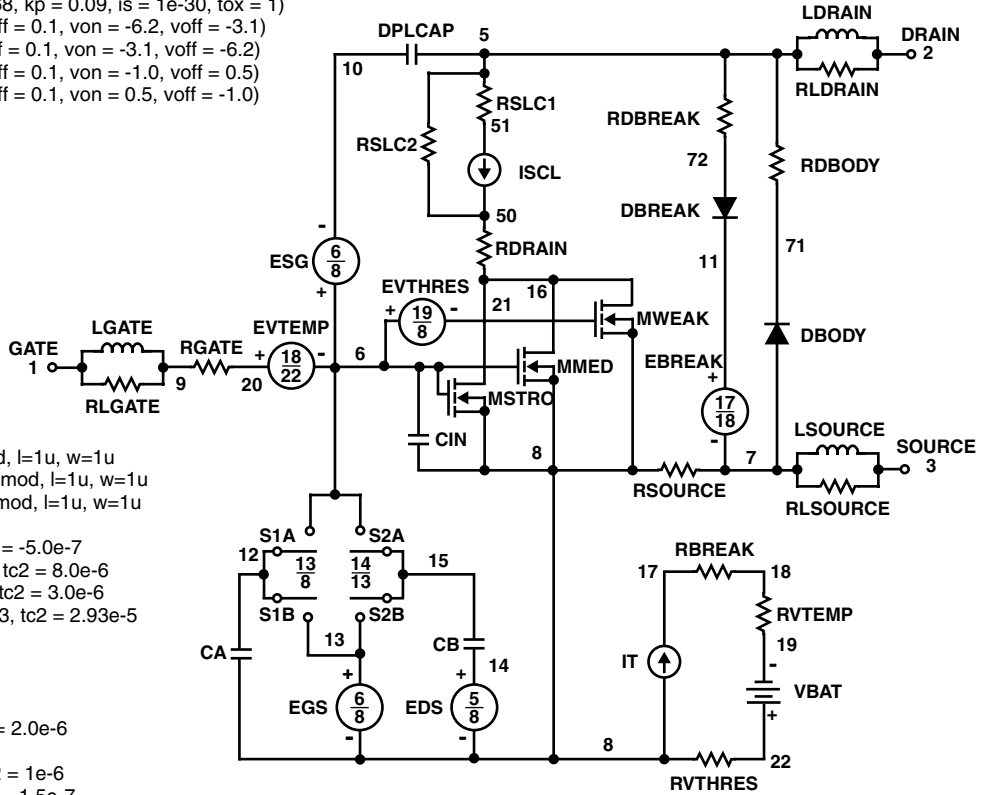 68, kp = 0.09, is = 1e-30, tox = 1)
ff = 0.1, von = -6.2, voff = -3.1)
f = 0.1, von = -3.1, voff = -6.2)
ff = 0.1, von = -1.0, voff = 0.5)
ff = 0.1, von = 0.5, voff = -1.0)
LDRAIN
DPLCAP
5
DRAIN
2
10
RLDRAIN
RSLC1
51
RDBREAK
RSLC2
72
RDBODY
ISCL
DBREAK
50
-
RDRAIN
71
ESG
6
8
11
+
EVTHRES
16
21
+
19
8
-
MWEAK
LGATE
EVTEMP
DBODY
GATE
1
RGATE
+
18
22
-
6
EBREAK
MMED
9
20
+
RLGATE
MSTRO
17
18
LSOURCE
CIN
-
SOURCE
3
8
7
RSOURCE
RLSOURCE
d, l=1u, w=1u
mod, l=1u, w=1u
mod, l=1u, w=1u
= -5.0e-7
tc2 = 8.0e-6
tc2 = 3.0e-6
3, tc2 = 2.93e-5
= 2.0e-6
= 1e-6
S1A
S2A
12
13
8
14
13
15
S1B
S2B
13
CA
CB
+
+
14
EGS
6
8
EDS
5
8
-
-
RBREAK
17
18
RVTEMP
19
IT
-
VBAT
+
8
22
RVTHRES